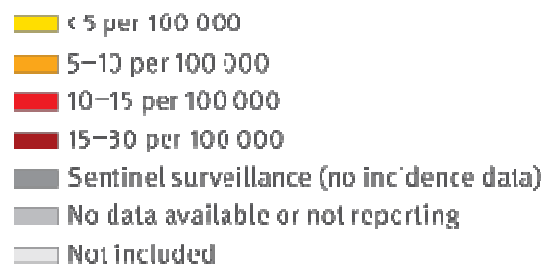 < 5 per 100 000
5–10 per 100 000
10–15 per 100 000
15–30 per 100 000
Sentinel surveillance (no incidence data)
No data available or not reporting
Not included